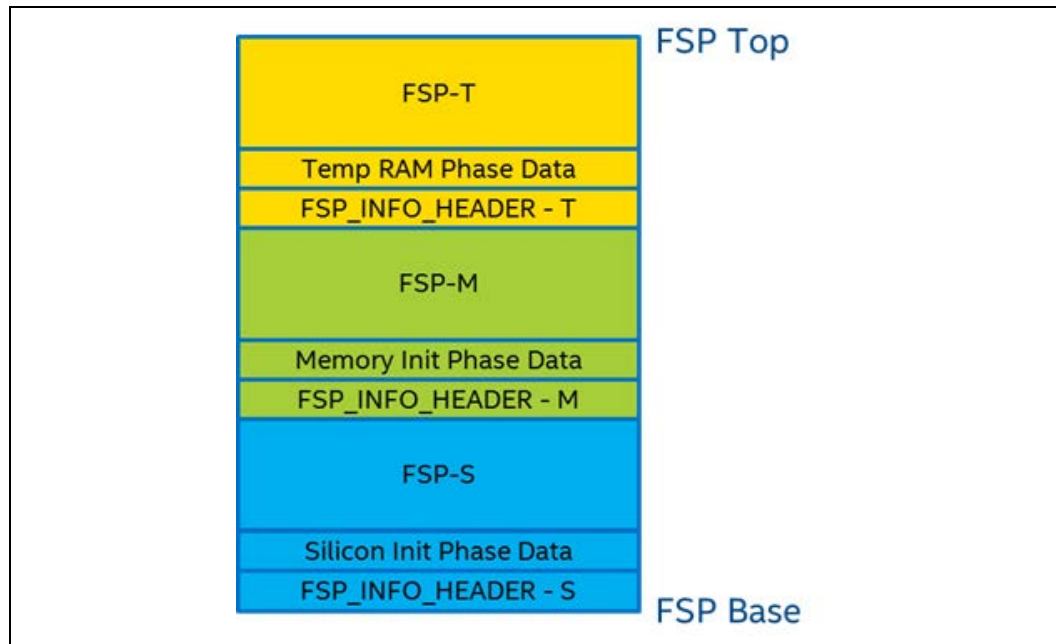 FSP Top
FSP-T
Temp RAM Phase Data
FSP_INFO_HEADER - T
FSP-M
Memory Init Phase Data
FSP_INFO_HEADER - M
FSP-S
Silicon Init Phase Data
FSP_INFO_HEADER - S
FSP Base